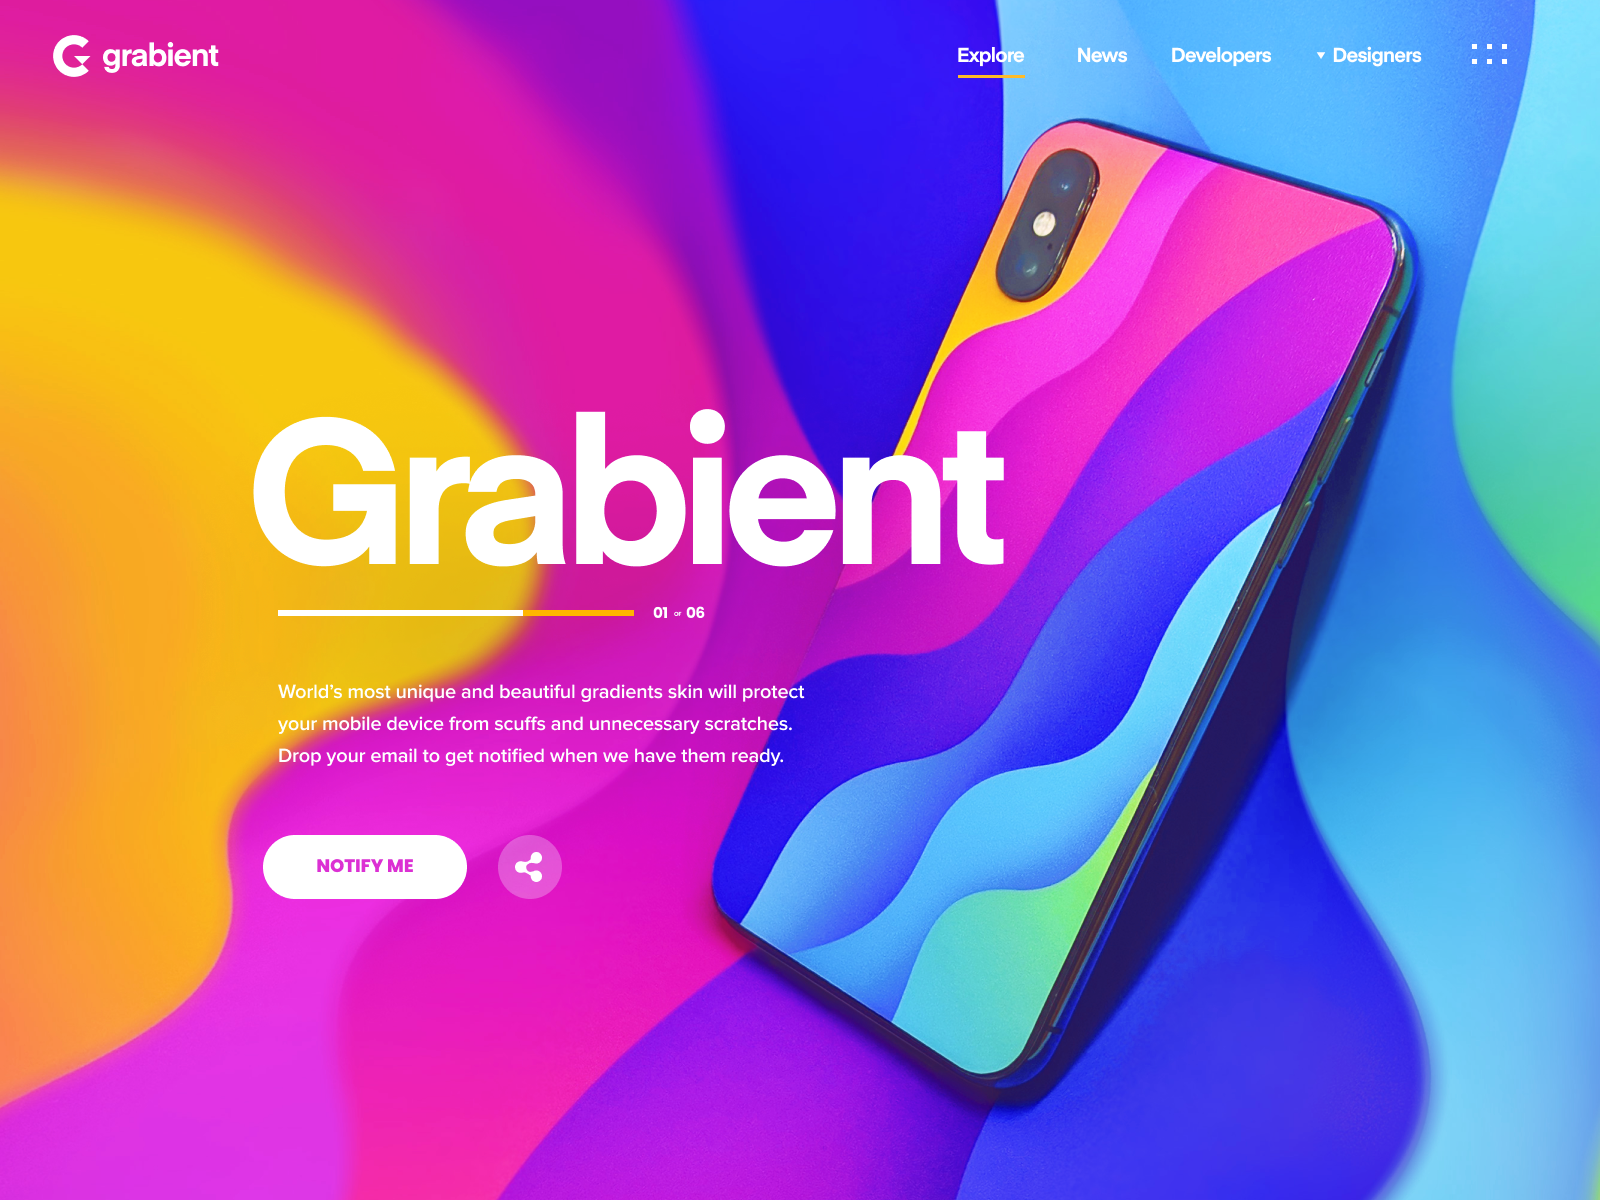 grabient
Explore News Developers Designers
Grabient
01 OF 06
World’s most unique and beautiful gradients skin will protect
your mobile device from scuffs and unnecessary scratches.
Drop your email to get notified when we have them ready.
NOTIFY ME